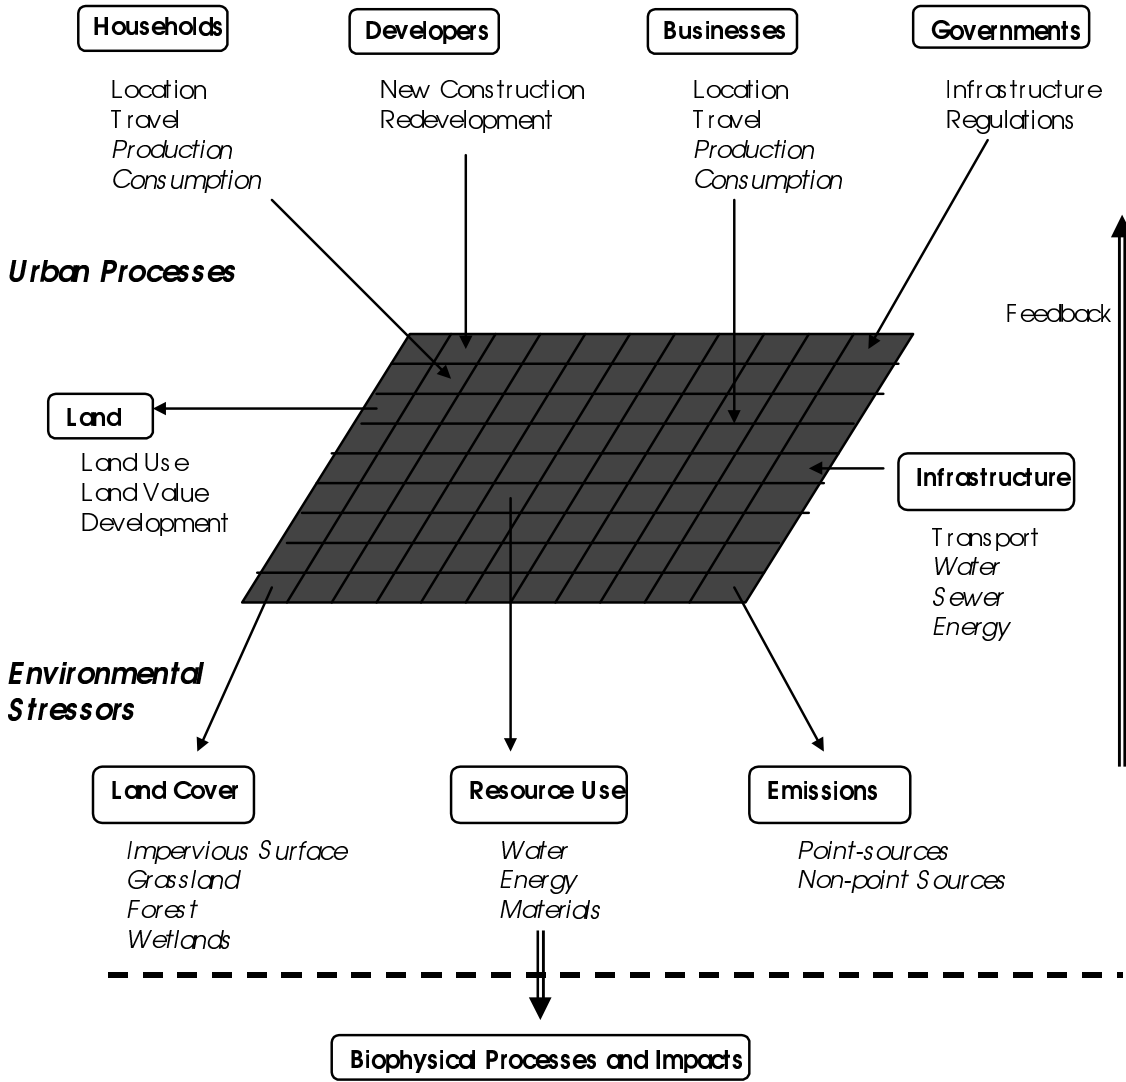 Households
Developers
Businesses
Governments
Location
Travel
Production
Consumption
New Construction
Redevelopment
Location
Travel
Production
Consumption
Infrastructure
Regulations
Urban Processes
Feedback
Land
Land Use
Land Value
Development
Infrastructure
Transport
Water
Sewer
Energy
Environmental
Stressors
Land Cover
Impervious Surface
Grassland
Forest
Wetlands
Resource Use
Water
Energy
Materials
Emissions
Point-sources
Non-point Sources
Biophysical Processes and Impacts